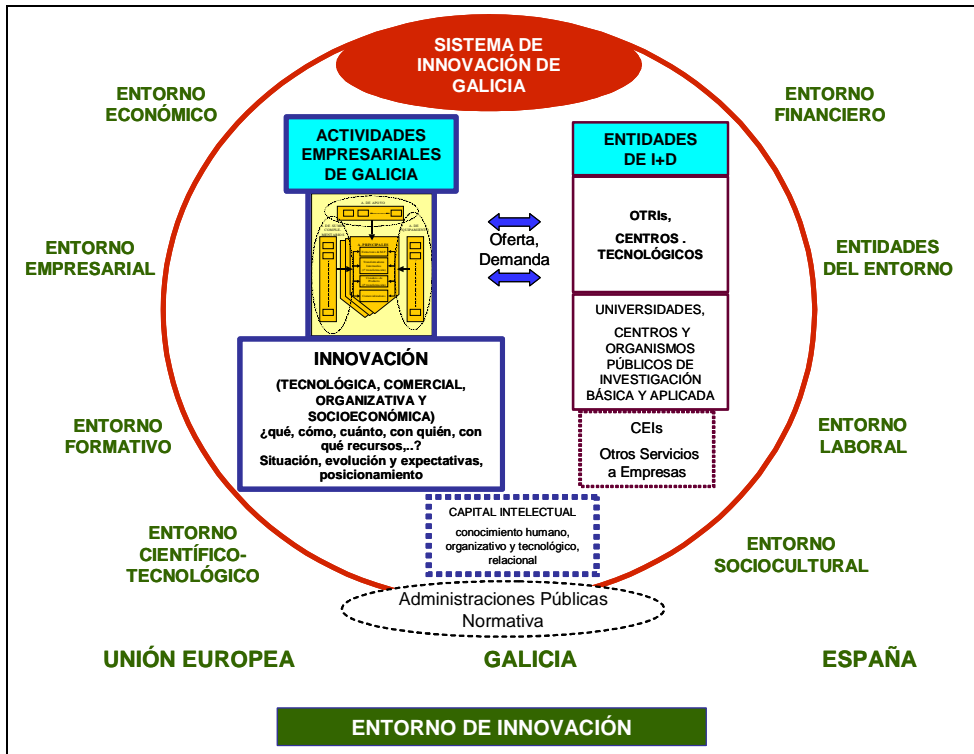 SISTEMA DE
INNOVACIÓN DE
GALICIA
ENTORNO
ECONÓMICO
ENTORNO
FINANCIERO
ACTIVIDADES
EMPRESARIALES
DE GALICIA
ENTIDADES
DE I+D
A. DE APOYO
A. PRINCIPALES
OTRIs,
CENTROS .
TECNOLÓGICOS
Oferta,
Demanda
ENTORNO
EMPRESARIAL
ENTIDADES
DEL ENTORNO
UNIVERSIDADES,
CENTROS Y
ORGANISMOS
PÚBLICOS DE
INVESTIGACIÓN
BÁSICA Y APLICADA
INNOVACIÓN
(TECNOLÓGICA, COMERCIAL,
ORGANIZATIVA Y
SOCIOECONÓMICA)
¿qué, cómo, cuánto, con quién, con
qué recursos,..?
Situación, evolución y expectativas,
posicionamiento
CEIs
Otros Servicios
a Empresas
ENTORNO
FORMATIVO
ENTORNO
LABORAL
CAPITAL INTELECTUAL
conocimiento humano,
organizativo y tecnológico,
relacional
ENTORNO
CIENTÍFICO-
TECNOLÓGICO
ENTORNO
SOCIOCULTURAL
Administraciones Públicas
Normativa
UNIÓN EUROPEA
GALICIA
ESPAÑA
ENTORNO DE INNOVACIÓN